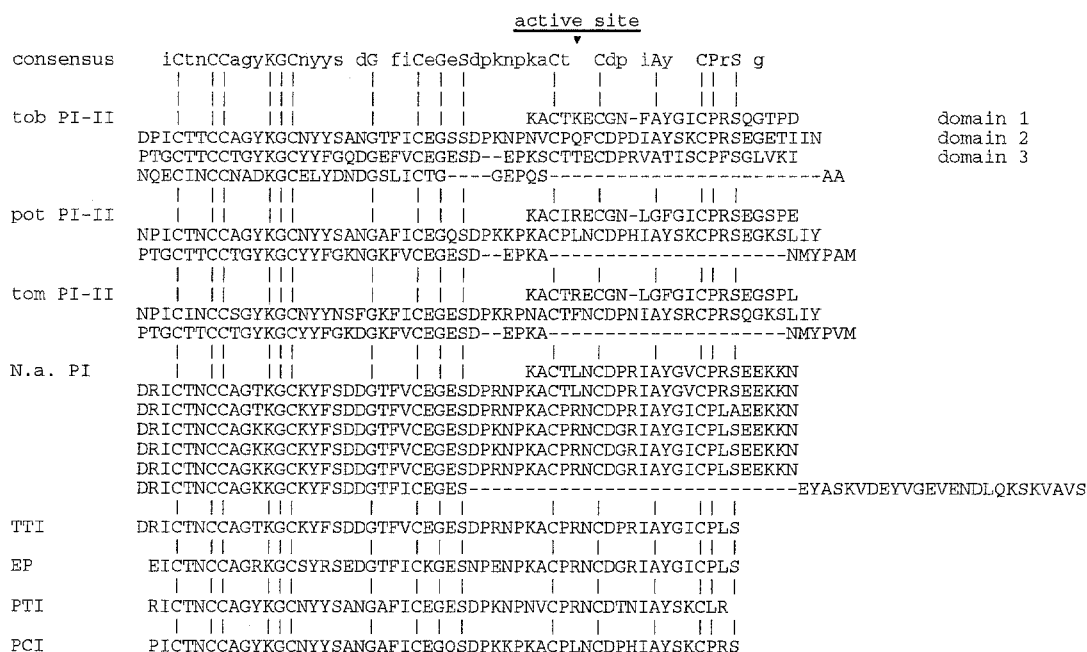 active site
▼
consensus iCtnCCagyKGCnyys dG fiCeGeSdpknpkaCt Cdp iAy CPrS g
tob PI-II KACTKECGN-FAYGICPRSQGTPD domain 1
DPICTTCCAGYKGCNYYSANGTFICEGSSDPKNPNVCPQFCDPDIAYSKCPRSEGETIIN domain 2
PTGCTTCCTGYKGCYYFGQDGEFVCEGESD--EPKSCTTECDPRVATISCPFSGLVKI domain 3
NQECINCCNADKGCELYDNDGSLICTG----GEPQS------------------------AA
pot PI-II KACIRECGN-LGFGICPRSEGSPE
NPICTNCCAGYKGCNYYSANGAFICEGQSDPKKPKACPLNCDPHIAYSKCPRSEGKSLIY
PTGCTTCCTGYKGCYYFGKNGKFVCEGESD--EPKA---------------------NMYPAM
tom PI-II KACTRECGN-LGFGICPRSEGSPL
NPICINCCSGYKGCNYYNSFGKFICEGESDPKRPNACTFNCDPNIAYSRCPRSQGKSLIY
PTGCTTCCTGYKGCYYFGKDGKFVCEGESD--EPKA---------------------NMYPVM
N.a. PI KACTLNCDPRIAYGVCPRSEEKKN
DRICTNCCAGTKGCKYFSDDGTFVCEGESDPRNPKACTLNCDPRIAYGVCPRSEEKKN
DRICTNCCAGTKGCKYFSDDGTFVCEGESDPRNPKACPRNCDPRIAYGICPLAEEKKN
DRICTNCCAGKKGCKYFSDDGTFVCEGESDPKNPKACPRNCDGRIAYGICPLSEEKKN
DRICTNCCAGKKGCKYFSDDGTFVCEGESDPKNPKACPRNCDGRIAYGICPLSEEKKN
DRICTNCCAGKKGCKYFSDDGTFVCEGESDPRNPKACPRNCDGRIAYGICPLSEEKKN
DRICTNCCAGKKGCKYFSDDGTFICEGES-----------------------------EYASKVDEYVGEVENDLQKSKVAVS
TTI DRICTNCCAGTKGCKYFSDDGTFVCEGESDPRNPKACPRNCDPRIAYGICPLS
EP EICTNCCAGRKGCSYRSEDGTFICKGESNPENPKACPRNCDGRIAYGICPLS
PTI RICTNCCAGYKGCNYYSANGAFICEGESDPKNPNVCPRNCDTNIAYSKCLR
PCI PICTNCCAGYKGCNYYSANGAFICEGQSDPKKPKACPLNCDPHIAYSKCPRS